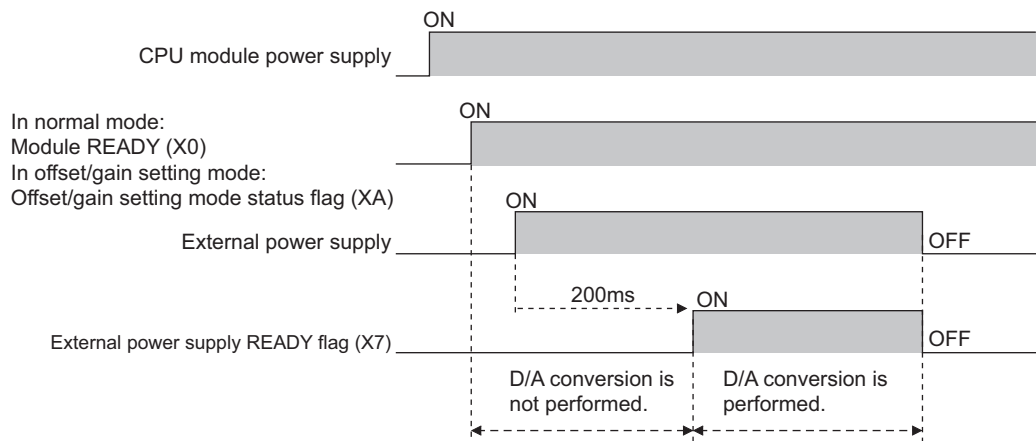 ON
CPU module power supply
ON
In normal mode:
Module READY (X0)
In offset/gain setting mode:
Offset/gain setting mode status flag (XA)
ON
External power supply
OFF
200ms
ON
External power supply READY flag (X7)
OFF
D/A conversion is
not performed.
D/A conversion is
performed.